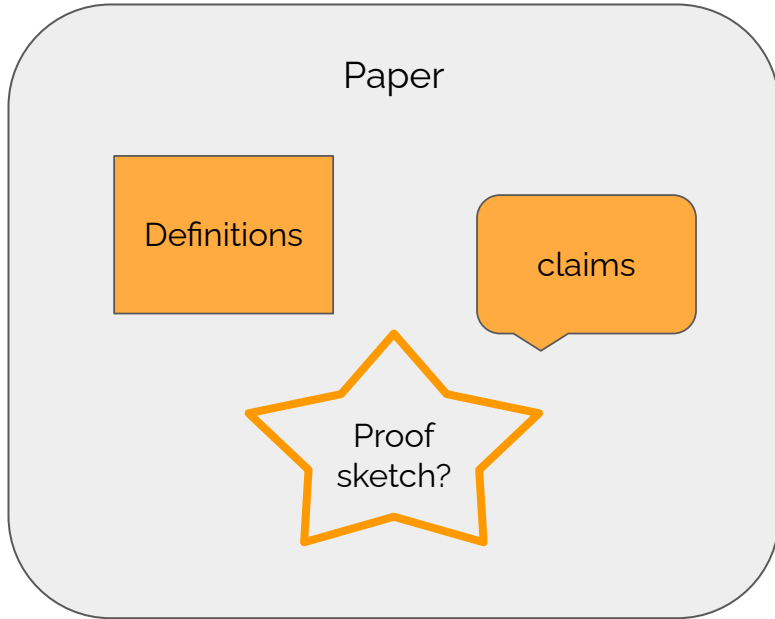 Paper
Definitions
claims
Proof
sketch?